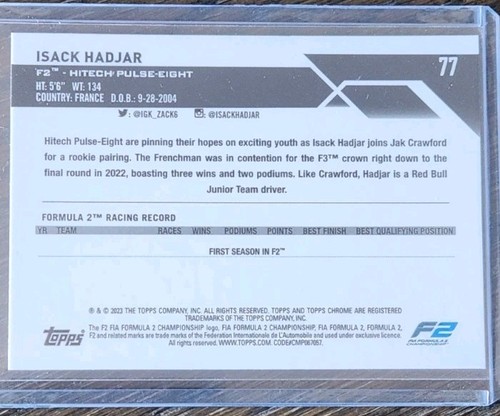 ISACK HADJAR
77
F2™ - HITECH PULSE-EIGHT
HT: 5'6" WT: 134
COUNTRY: FRANCE D.O.B.: 9-28-2004
: @IGK_ZACK6 : @ISACKHADJAR
Hitech Pulse-Eight are pinning their hopes on exciting youth as Isack Hadjar joins Jak Crawford
for a rookie pairing. The Frenchman was in contention for the F3™ crown right down to the
final round in 2022, boasting three wins and two podiums. Like Crawford, Hadjar is a Red Bull
Junior Team driver.
FORMULA 2™ RACING RECORD
YR TEAM RACES WINS PODIUMS POINTS BEST FINISH BEST QUALIFYING POSITION
FIRST SEASON IN F2™
® & © 2023 THE TOPPS COMPANY, INC. ALL RIGHTS RESERVED. TOPPS AND TOPPS CHROME ARE REGISTERED
TRADEMARKS OF THE TOPPS COMPANY, INC.
The F2 FIA FORMULA 2 CHAMPIONSHIP logo, FIA FORMULA 2 CHAMPIONSHIP, FIA FORMULA 2, FORMULA 2,
F2 and related marks are trade marks of the Federation Internationale de L'Automobile and used under exclusive licence.
All rights reserved. WWW.TOPPS.COM. CODE#CMP087057.
Topps
F2
FIA FORMULA 2
CHAMPIONSHIP